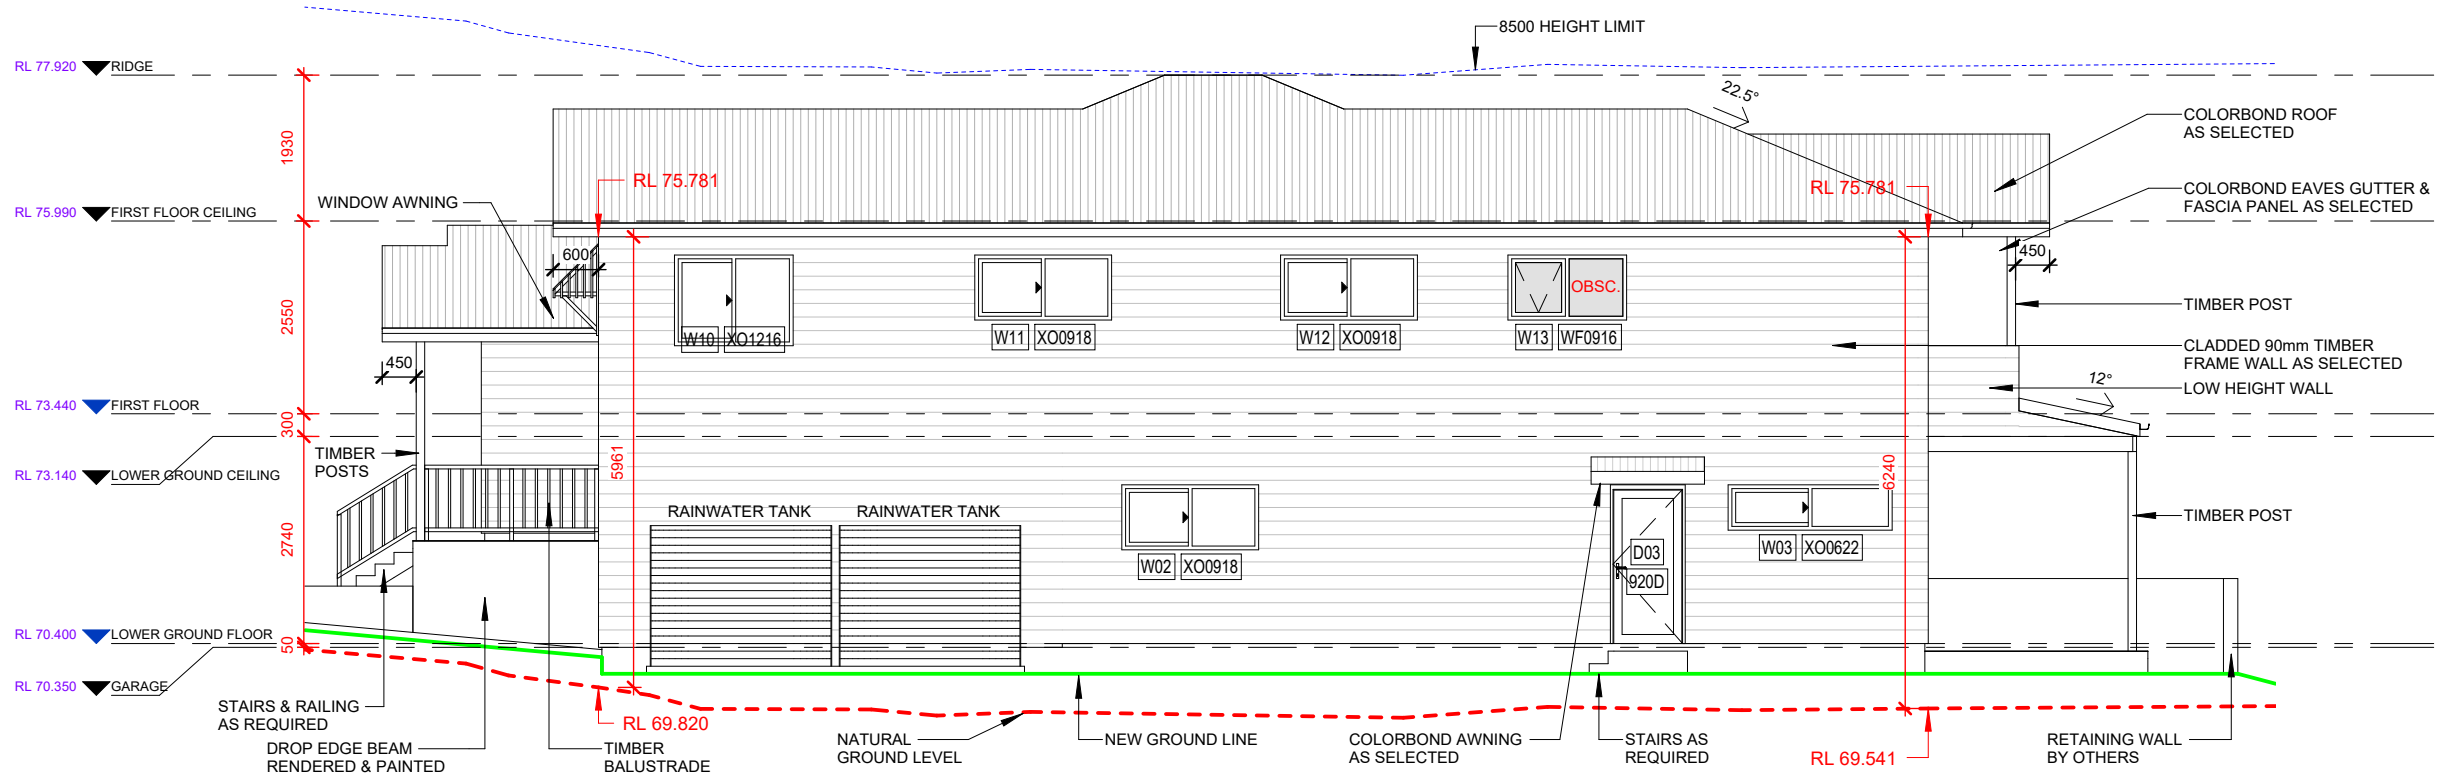 8500 HEIGHT LIMIT
RL 77.920 RIDGE
22.5°
COLORBOND ROOF
AS SELECTED
1930
RL 75.781
RL 75.781
COLORBOND EAVES GUTTER &
FASCIA PANEL AS SELECTED
WINDOW AWNING
RL 75.990 FIRST FLOOR CEILING
600
450
OBSC.
TIMBER POST
2550
W10 XO1216
W11 XO0918
W12 XO0918
W13 WF0916
CLADDED 90mm TIMBER
FRAME WALL AS SELECTED
450
12°
LOW HEIGHT WALL
RL 73.440 FIRST FLOOR
300
TIMBER
POSTS
5961
6240
RL 73.140 LOWER GROUND CEILING
RAINWATER TANK
RAINWATER TANK
TIMBER POST
2740
D03
W03 XO0622
W02 XO0918
920D
RL 70.400 LOWER GROUND FLOOR
50
RL 70.350 GARAGE
STAIRS & RAILING
AS REQUIRED
RL 69.820
DROP EDGE BEAM
RENDERED & PAINTED
TIMBER
BALUSTRADE
NATURAL
GROUND LEVEL
NEW GROUND LINE
COLORBOND AWNING
AS SELECTED
STAIRS AS
REQUIRED
RL 69.541
RETAINING WALL
BY OTHERS